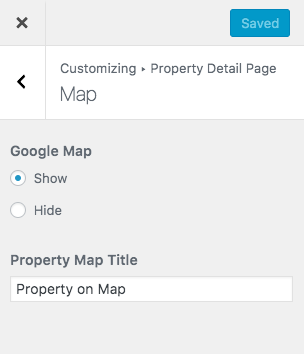 Saved
Customizing ▸ Property Detail Page
Map
Google Map
Show
Hide
Property Map Title
Property on Map